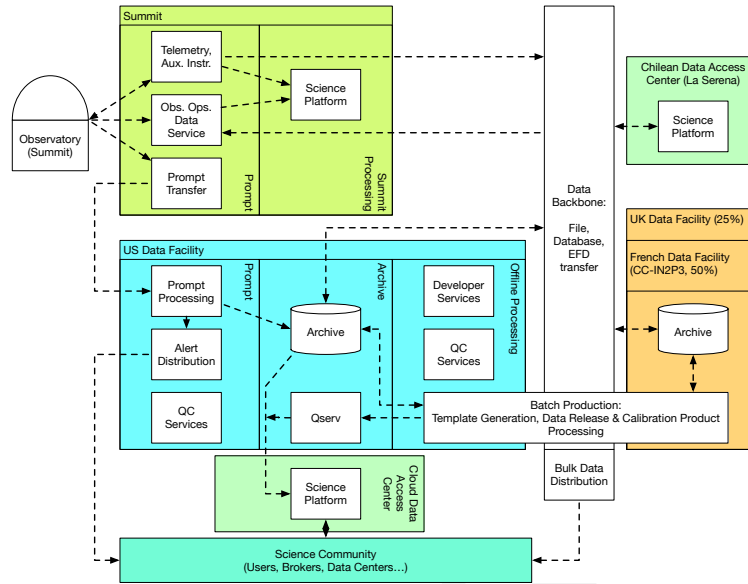 Summit
Telemetry,
Aux. Instr.
Science
Platform
Obs. Ops.
Data
Service
Prompt
Transfer
Prompt
Summit
Processing
Observatory
(Summit)
Data
Backbone:
File,
Database,
EFD
transfer
Chilean Data Access
Center (La Serena)
Science
Platform
UK Data Facility (25%)
French Data Facility
(CC-IN2P3, 50%)
Archive
US Data Facility
Prompt
Processing
Alert
Distribution
QC
Services
Prompt
Archive
Qserv
Archive
Developer
Services
QC
Services
Offline Processing
Batch Production:
Template Generation, Data Release & Calibration Product
Processing
Bulk Data
Distribution
Science
Platform
Cloud Data
Access
Center
Science Community
(Users, Brokers, Data Centers...)